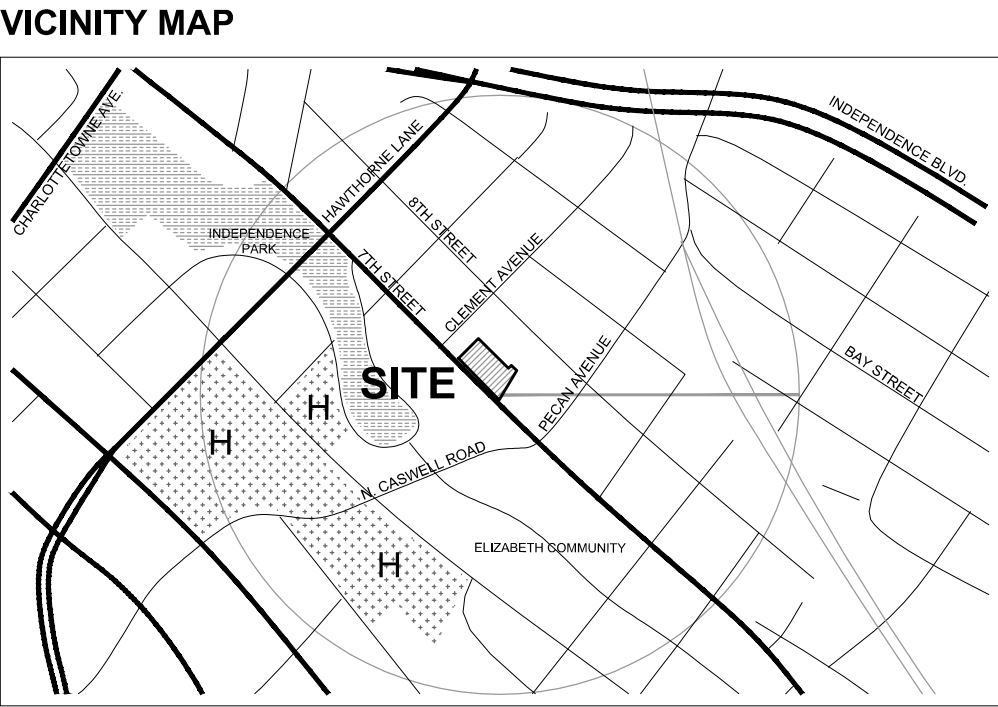 VICINITY MAP
CHARLOTTETOWNE AVE.
HAWTHORNE LANE
INDEPENDENCE BLVD.
INDEPENDENCE
PARK
8TH STREET
7TH STREET
CLEMENT AVENUE
SITE
PECAN AVENUE
BAY STREET
H
H
N. CASWELL ROAD
ELIZABETH COMMUNITY
H